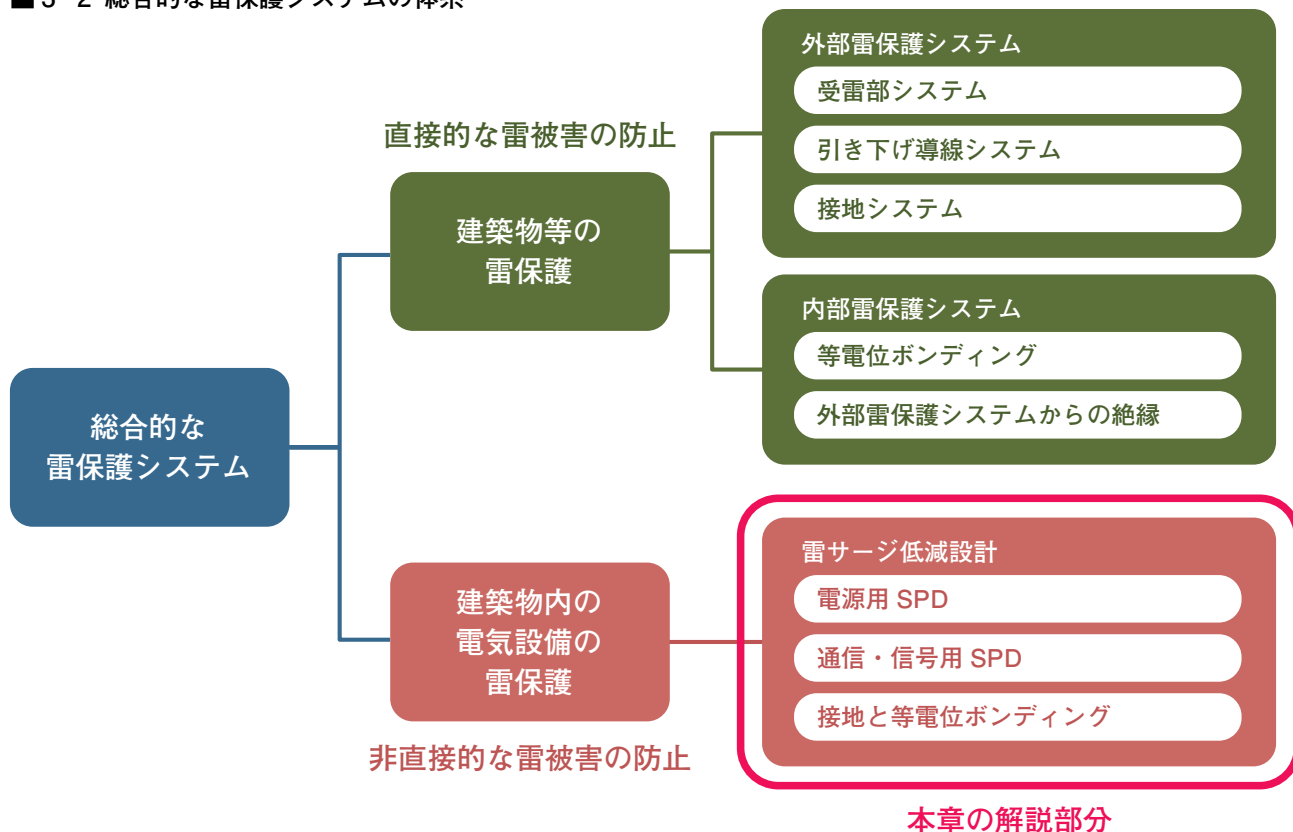 総合的な
雷保護システム
直接的な雷被害の防止
建築物等の
雷保護
外部雷保護システム
受雷部システム
引き下げ導線システム
接地システム
内部雷保護システム
等電位ボンディング
外部雷保護システムからの絶縁
建築物内の
電気設備の
雷保護
非直接的な雷被害の防止
雷サージ低減設計
電源用 SPD
通信・信号用 SPD
接地と等電位ボンディング
本章の解説部分